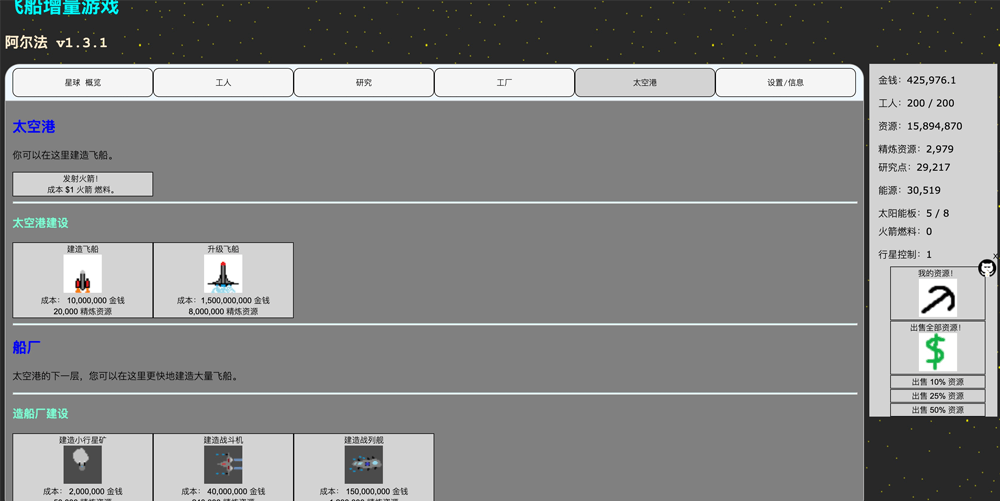 飞船增量游戏
阿尔法 v1.3.1
星球 概览
工人
研究
工厂
太空港
设置/信息
太空港
你可以在这里建造飞船。
发射火箭!
成本 $1 火箭 燃料。
太空港建设
建造飞船
成本: 10,000,000 金钱
20,000 精炼资源
升级飞船
成本: 1,500,000,000 金钱
8,000,000 精炼资源
船厂
太空港的下一层，您可以在这里更快地建造大量飞船。
造船厂建设
建造小行星矿
成本: 2,000,000 金钱
建造战斗机
成本: 40,000,000 金钱
建造战列舰
成本: 150,000,000 金钱
金钱: 425,976.1
工人: 200 / 200
资源: 15,894,870
精炼资源: 2,979
研究点: 29,217
能源: 30,519
太阳能板: 5 / 8
火箭燃料: 0
行星控制: 1
x
我的资源!
出售全部资源!
出售 10% 资源
出售 25% 资源
出售 50% 资源